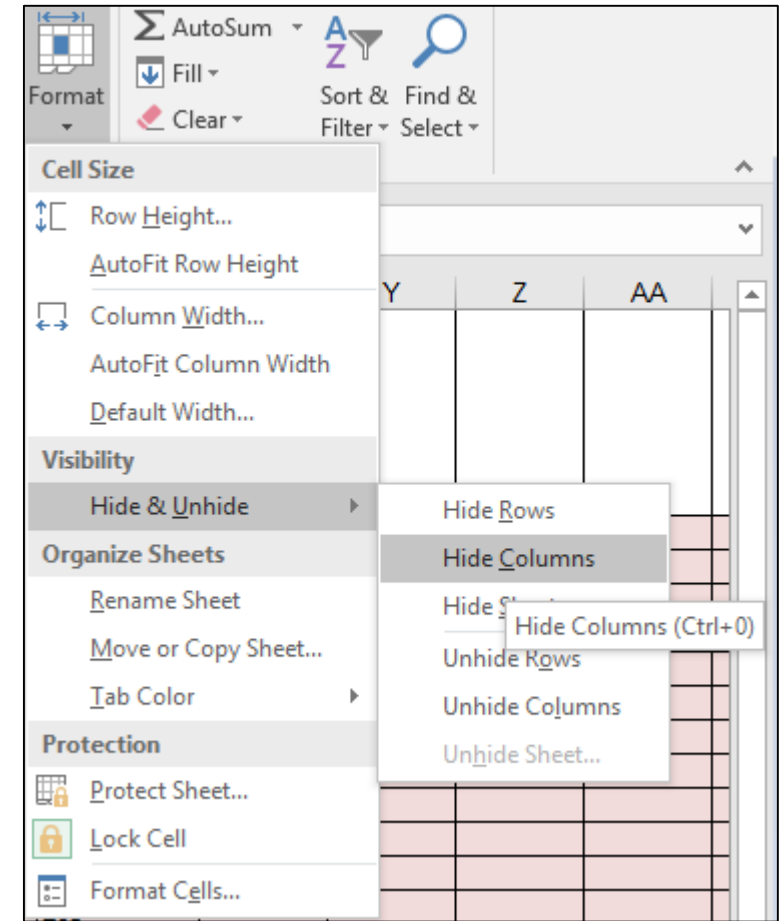 AutoSum
Fill
Clear
Format
Sort &
Filter
Find &
Select
Cell Size
Row Height...
AutoFit Row Height
Column Width...
AutoFit Column Width
Default Width...
Visibility
Hide & Unhide
Organize Sheets
Rename Sheet
Move or Copy Sheet...
Tab Color
Protection
Protect Sheet...
Lock Cell
Format Cells...
Y Z AA
Hide Rows
Hide Columns
Hide
Hide Columns (Ctrl+0)
Unhide Rows
Unhide Columns
Unhide Sheet...